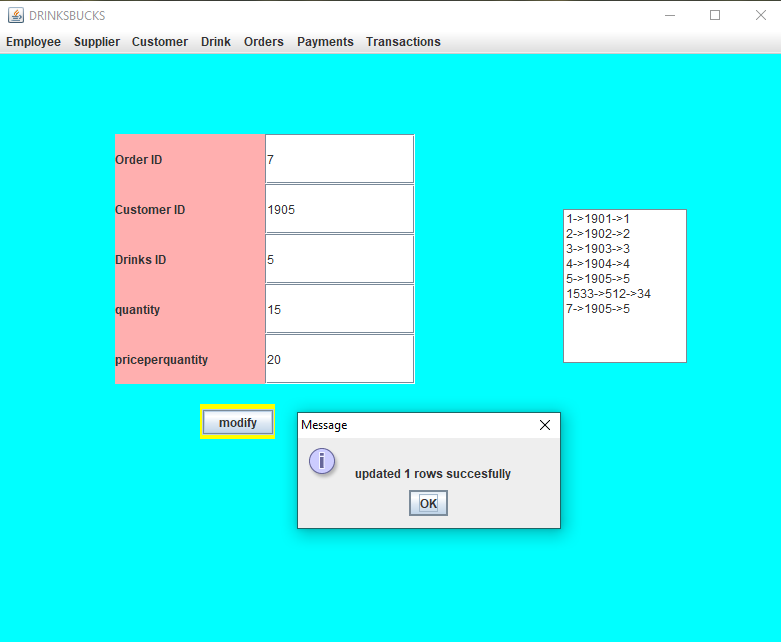 DRINKSBUCKS
Employee Supplier Customer Drink Orders Payments Transactions
Order ID 7
Customer ID 1905
Drinks ID 5
quantity 15
priceperquantity 20
1->1901->1
2->1902->2
3->1903->3
4->1904->4
5->1905->5
1533->512->34
7->1905->5
modify
Message
i
updated 1 rows succesfully
OK